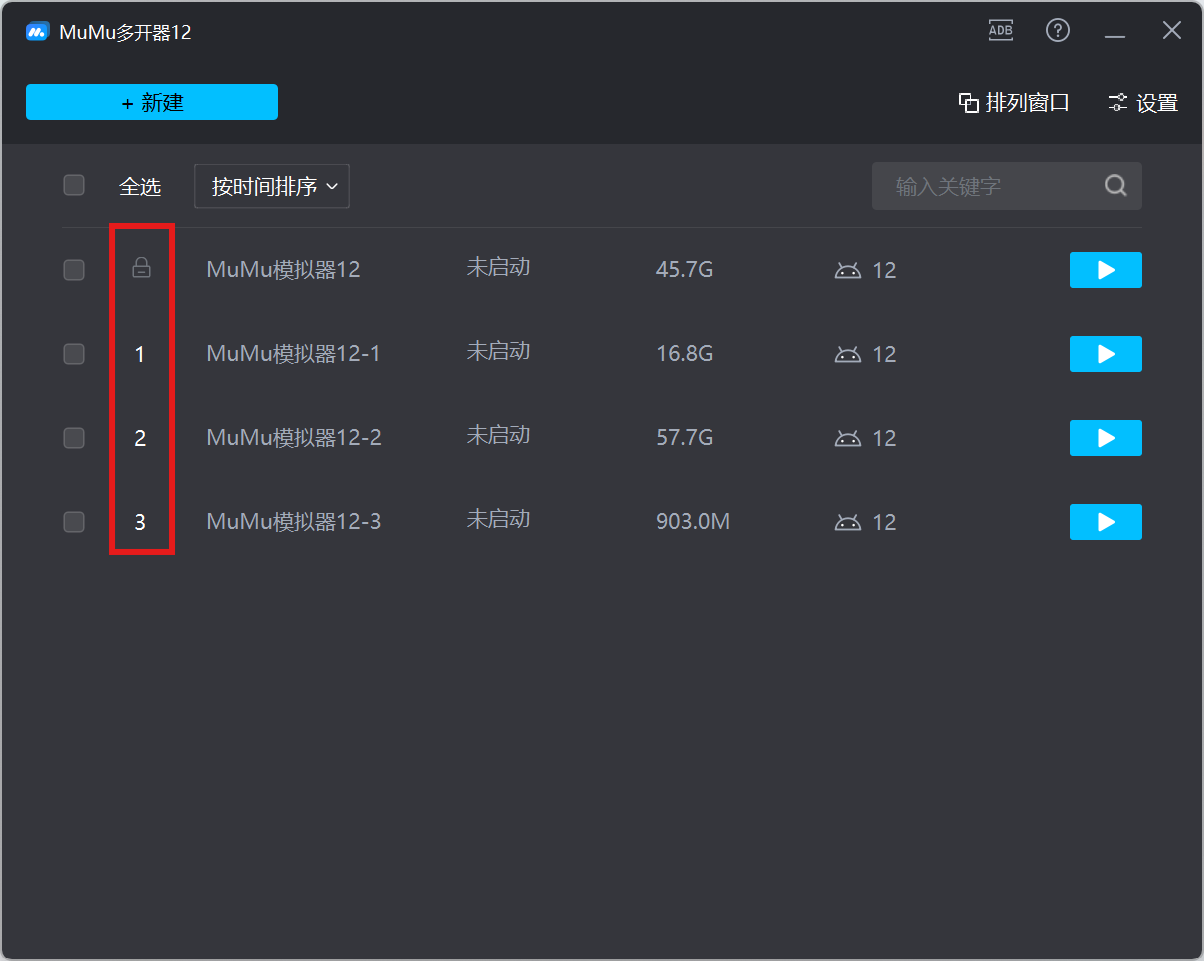 MuMu多开器12
ADB
+ 新建
排列窗口
设置
全选
按时间排序
输入关键字
MuMu模拟器12 未启动 45.7G 12
1 MuMu模拟器12-1 未启动 16.8G 12
2 MuMu模拟器12-2 未启动 57.7G 12
3 MuMu模拟器12-3 未启动 903.0M 12